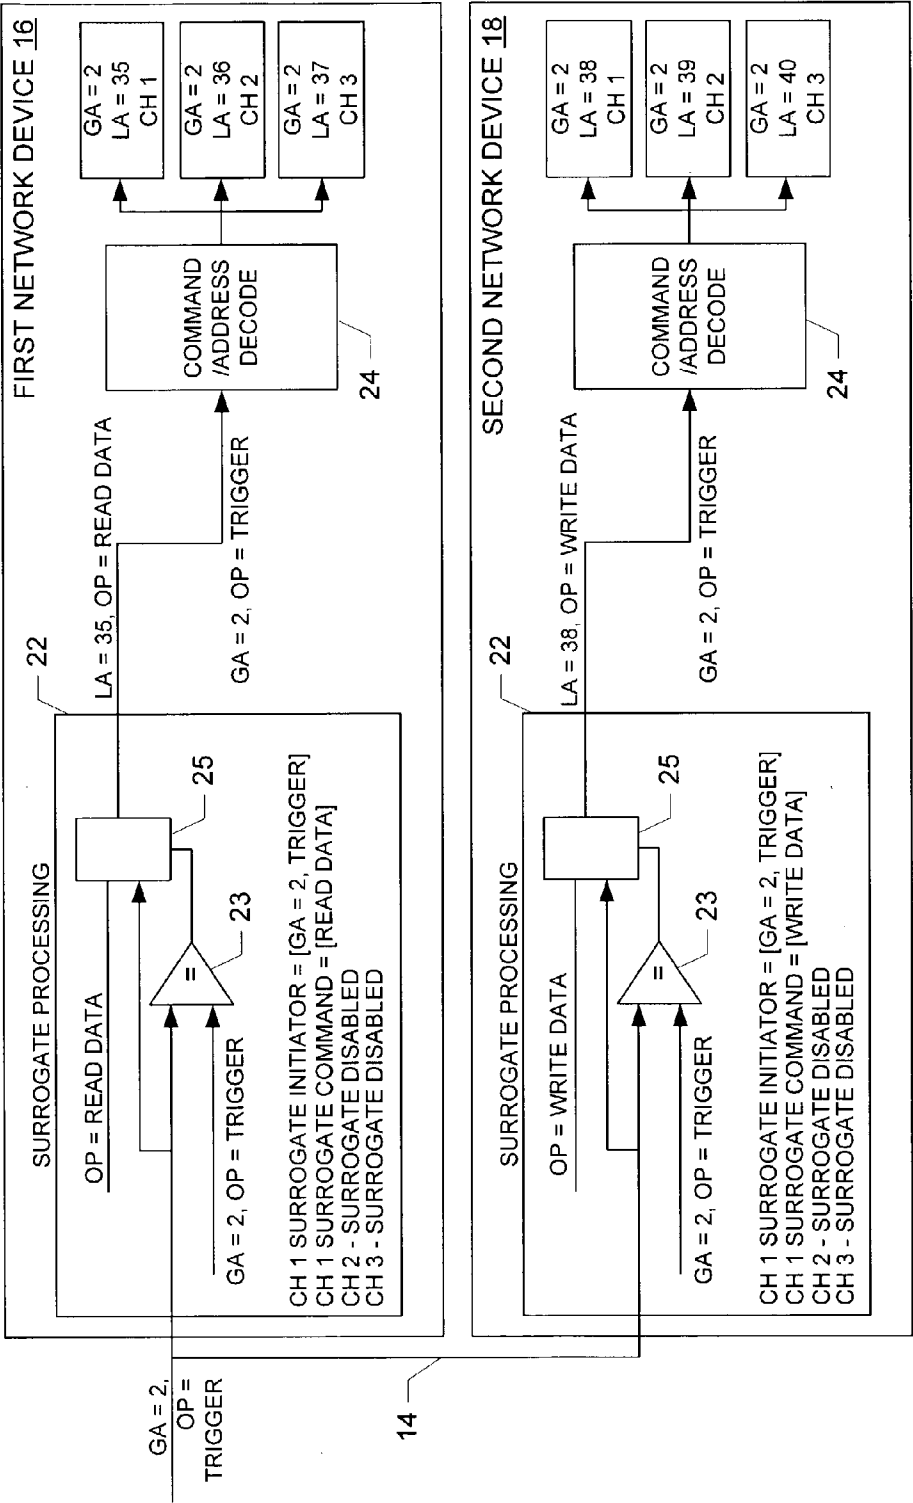 FIRST NETWORK DEVICE 16
GA = 2,
OP =
TRIGGER
14
SURROGATE PROCESSING
22
OP = READ DATA
25
23
GA = 2, OP = TRIGGER
=
CH 1 SURROGATE INITIATOR = [GA = 2, TRIGGER]
CH 1 SURROGATE COMMAND = [READ DATA]
CH 2 - SURROGATE DISABLED
CH 3 - SURROGATE DISABLED
LA = 35, OP = READ DATA
GA = 2, OP = TRIGGER
COMMAND
/ADDRESS
DECODE
24
GA = 2
LA = 35
CH 1
GA = 2
LA = 36
CH 2
GA = 2
LA = 37
CH 3
SECOND NETWORK DEVICE 18
SURROGATE PROCESSING
22
OP = WRITE DATA
25
23
GA = 2, OP = TRIGGER
=
CH 1 SURROGATE INITIATOR = [GA = 2, TRIGGER]
CH 1 SURROGATE COMMAND = [WRITE DATA]
CH 2 - SURROGATE DISABLED
CH 3 - SURROGATE DISABLED
LA = 38, OP = WRITE DATA
GA = 2, OP = TRIGGER
COMMAND
/ADDRESS
DECODE
24
GA = 2
LA = 38
CH 1
GA = 2
LA = 39
CH 2
GA = 2
LA = 40
CH 3